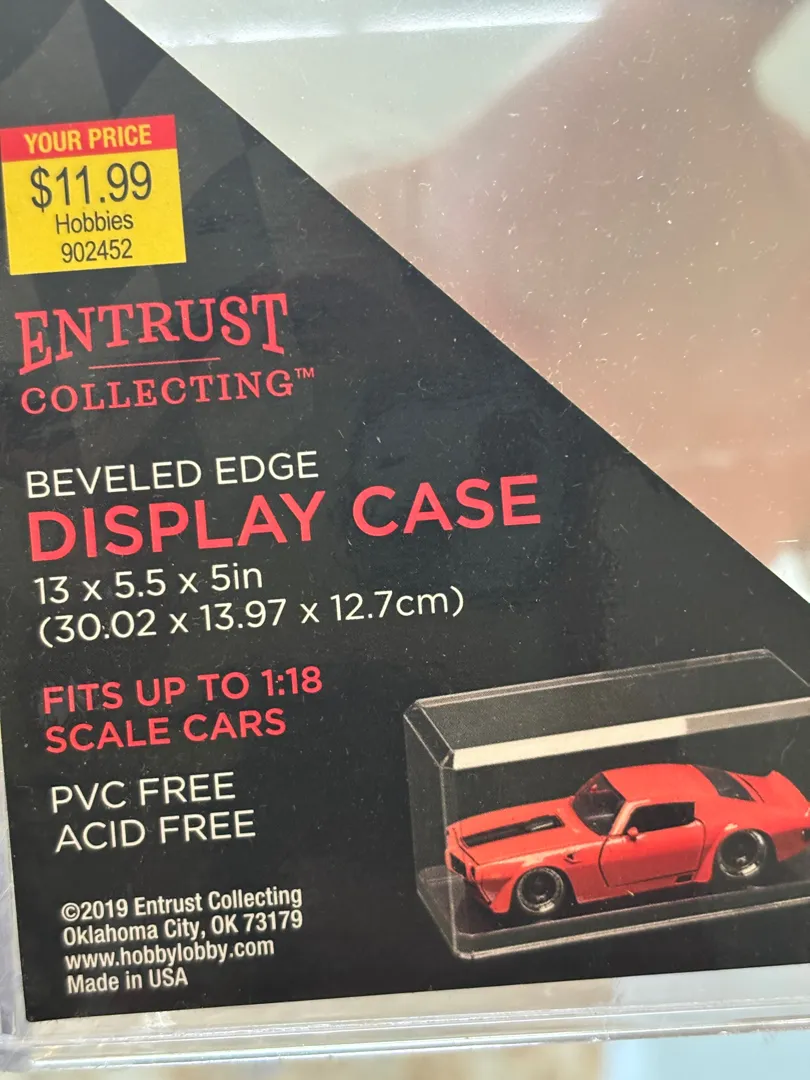 YOUR PRICE
$11.99
Hobbies
902452
ENTRUST
COLLECTING™
BEVELED EDGE
DISPLAY CASE
13 x 5.5 x 5in
(30.02 x 13.97 x 12.7cm)
FITS UP TO 1:18
SCALE CARS
PVC FREE
ACID FREE
©2019 Entrust Collecting
Oklahoma City, OK 73179
www.hobbylobby.com
Made in USA